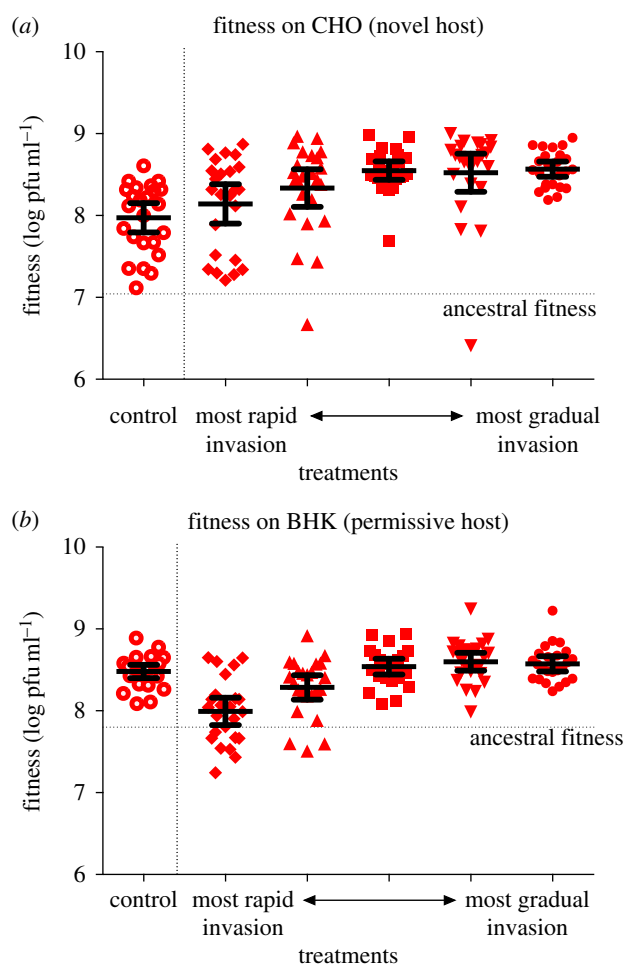 (a) fitness on CHO (novel host)
10
9
8
7
6
fitness (log pfu ml⁻¹)
ancestral fitness
control most rapid invasion most gradual invasion
treatments
(b) fitness on BHK (permissive host)
10
9
8
7
6
fitness (log pfu ml⁻¹)
ancestral fitness
control most rapid invasion most gradual invasion
treatments